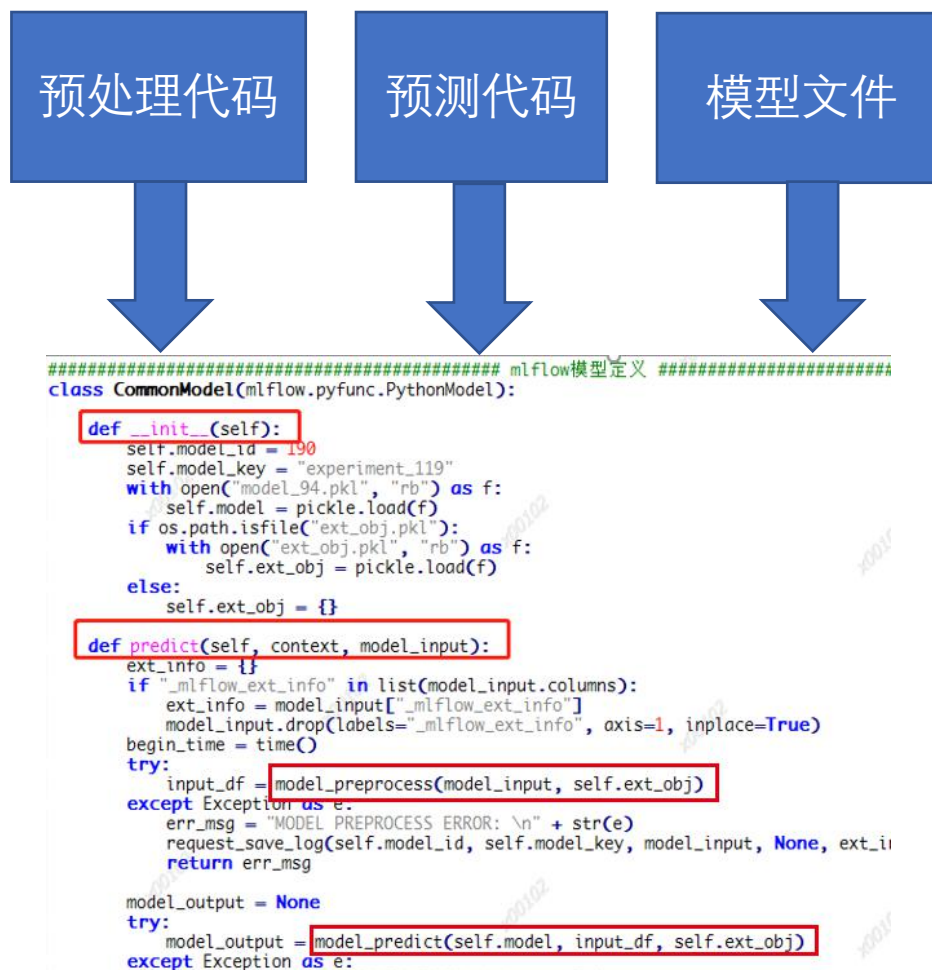 预处理代码
预测代码
模型文件
############################################## mlflow模型定义 ########################
class CommonModel(mlflow.pyfunc.PythonModel):
def __init__(self):
self.model_id = 190
self.model_key = "experiment_119"
with open("model_94.pkl", "rb") as f:
self.model = pickle.load(f)
if os.path.isfile("ext_obj.pkl"):
with open("ext_obj.pkl", "rb") as f:
self.ext_obj = pickle.load(f)
else:
self.ext_obj = {}
def predict(self, context, model_input):
ext_info = {}
if "_mlflow_ext_info" in list(model_input.columns):
ext_info = model_input["_mlflow_ext_info"]
model_input.drop(labels="_mlflow_ext_info", axis=1, inplace=True)
begin_time = time()
try:
input_df = model_preprocess(model_input, self.ext_obj)
except Exception as e:
err_msg = "MODEL PREPROCESS ERROR: \n" + str(e)
request_save_log(self.model_id, self.model_key, model_input, None, ext_i
return err_msg
model_output = None
try:
model_output = model_predict(self.model, input_df, self.ext_obj)
except Exception as e: